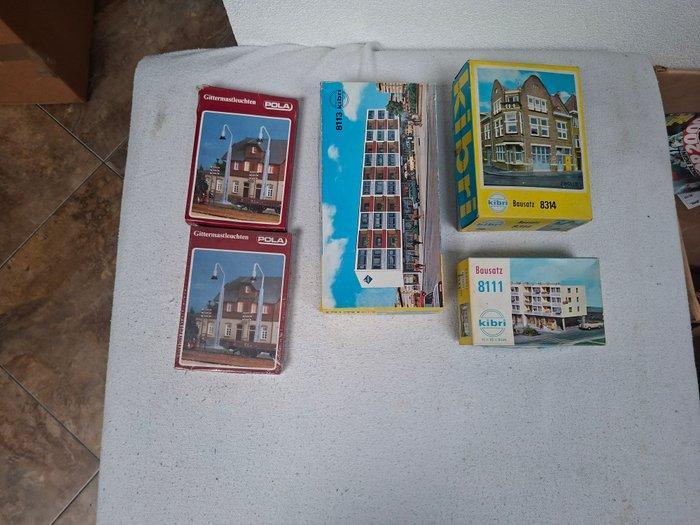 Gittermastleuchten POLA
Gittermastleuchten POLA
8113 kibri
kibri
kibri Bausatz 8314
Bausatz
8111
kibri